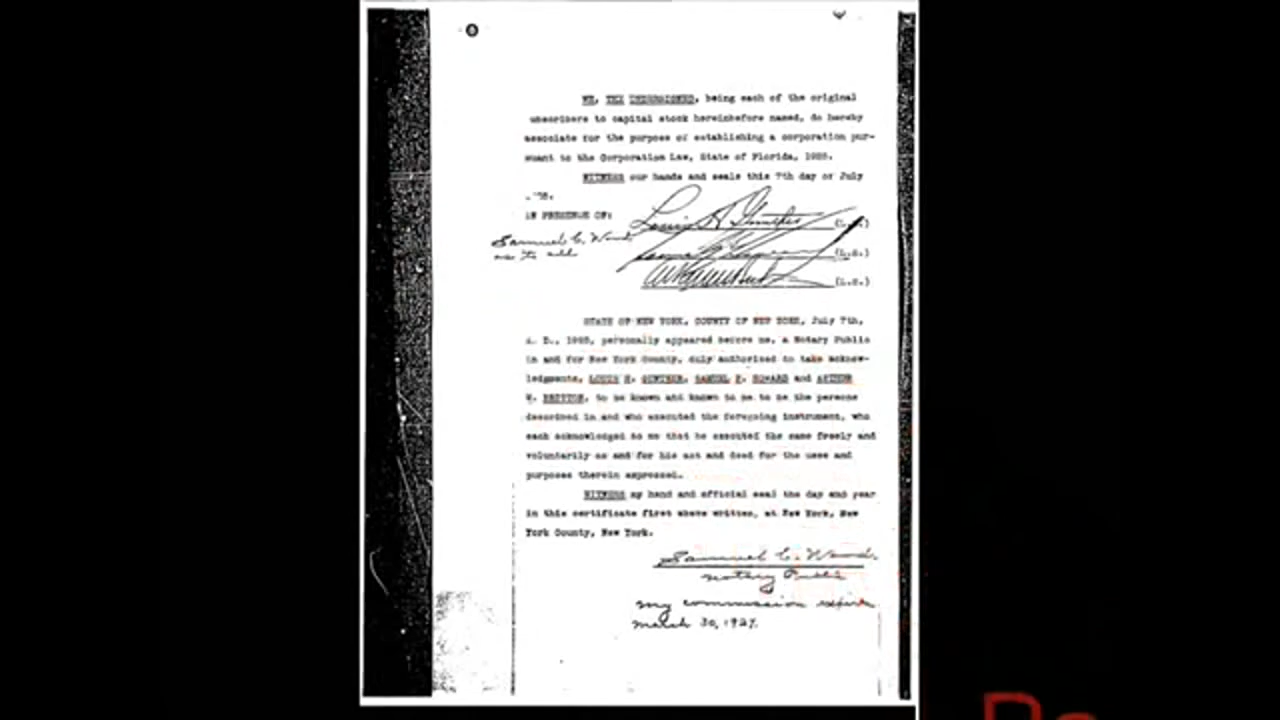 WE, THE UNDERSIGNED, being each of the original
ubscribers to capital stock hereinbefore named, do hereby
associate for the purpose of establishing a corporation pur-
suant to the Corporation Law, State of Florida, 1925.
WITNESS our hands and seals this 7th day of July
IN PRESENCE OF:
Samuel C. Wood
as to all
(L.S.)
(L.S.)
(L.S.)
STATE OF NEW YORK, COUNTY OF NEW YORK, July 7th,
A. D., 1925, personally appeared before me, a Notary Public
in and for New York County, duly authorized to take acknow-
ledgments, LOUIS H. GUNTHER, SAMUEL P. HOWARD and ARTHUR
W. BRITTON, to me known and known to me to be the persons
described in and who executed the foregoing instrument, who
each acknowledged to me that he executed the same freely and
voluntarily as and for his act and deed for the uses and
purposes therein expressed.
WITNESS my hand and official seal the day and year
in this certificate first above written, at New York, New
York County, New York.
Samuel C. Wood.
Notary Public
My commission expires
March 30, 1927.